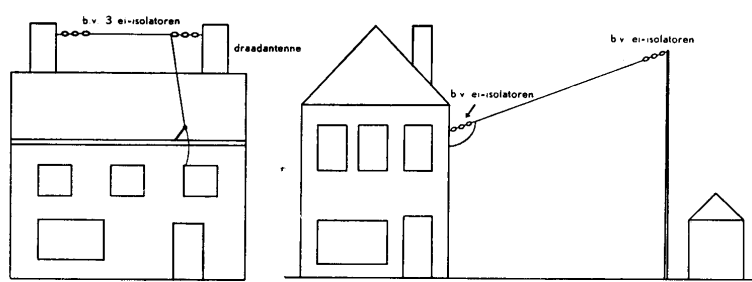 b.v. 3 ei-isolatoren
draadantenne
b.v. ei-isolatoren
b.v. ei-isolatoren